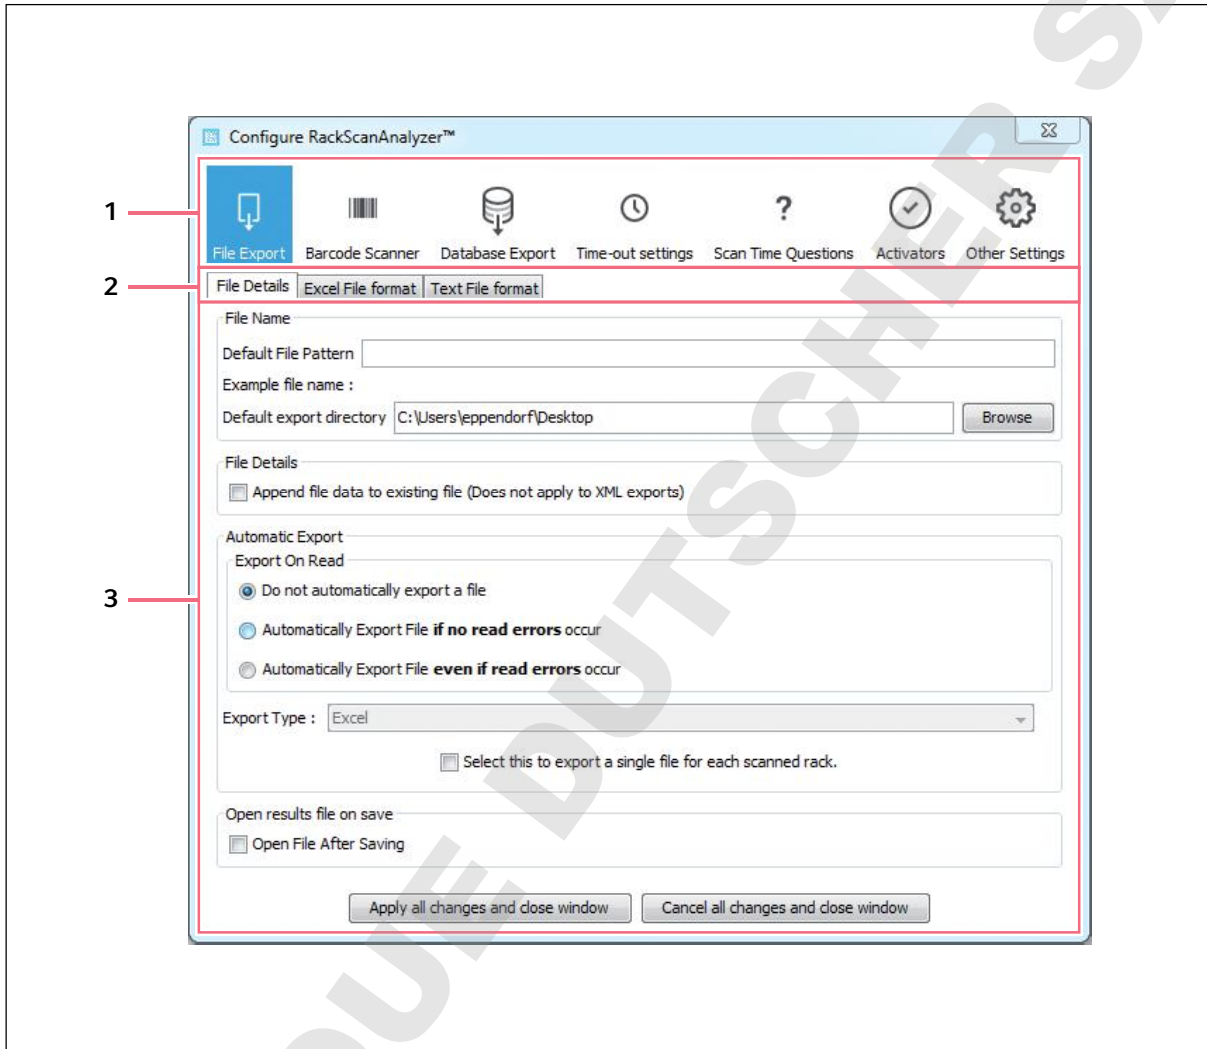 Configure RackScanAnalyzer™
1
File Export Barcode Scanner Database Export Time-out settings Scan Time Questions Activators Other Settings
2
File Details Excel File format Text File format
File Name
Default File Pattern
Example file name :
Default export directory C:\Users\eppendorf\Desktop Browse
File Details
Append file data to existing file (Does not apply to XML exports)
Automatic Export
Export On Read
Do not automatically export a file
3
Automatically Export File if no read errors occur
Automatically Export File even if read errors occur
Export Type : Excel
Select this to export a single file for each scanned rack.
Open results file on save
Open File After Saving
Apply all changes and close window Cancel all changes and close window
DUE DUTSCHER SA